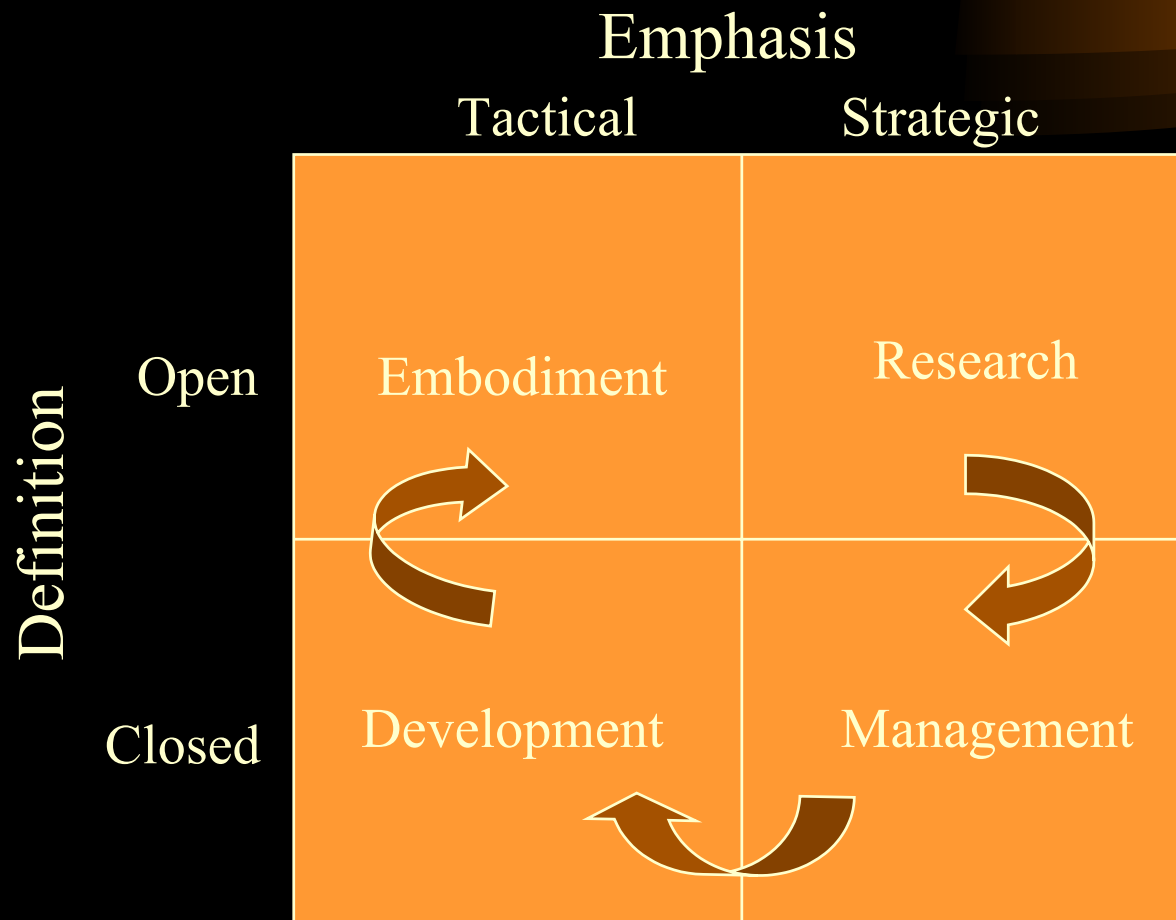 Emphasis
Tactical Strategic
Definition
Open Embodiment Research
Closed Development Management